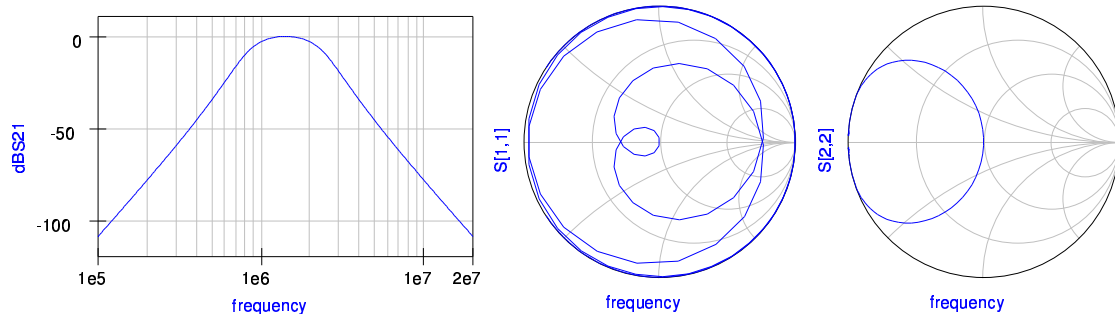 0
-50
-100
dBS21
1e5
1e6
1e7
2e7
frequency
S[1,1]
frequency
S[2,2]
frequency